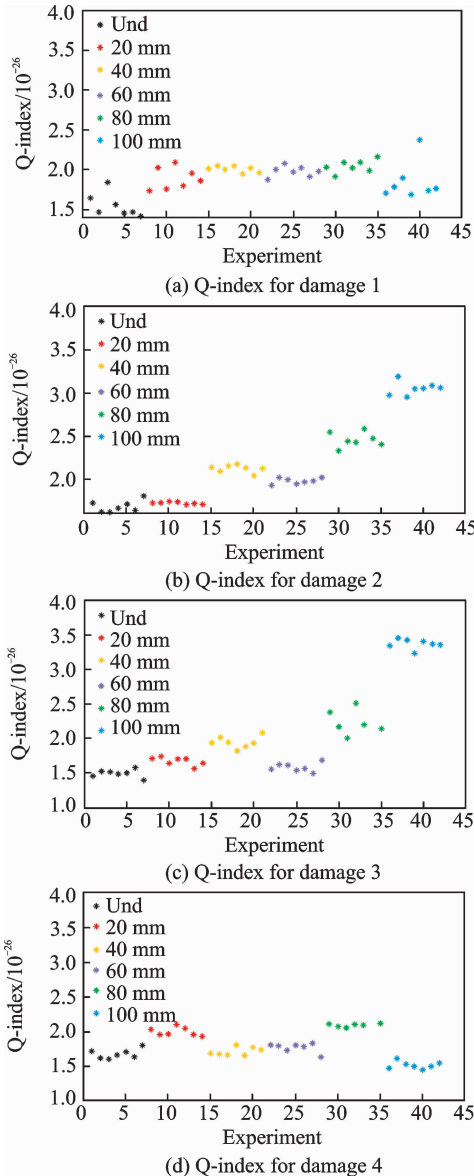 4.0
Und
20 mm
3.5
40 mm
3.0
60 mm
80 mm
2.5
100 mm
2.0
1.5
Q-index/10⁻²⁶
0 5 10 15 20 25 30 35 40 45
Experiment
(a) Q-index for damage 1
4.0
Und
20 mm
3.5
40 mm
60 mm
3.0
80 mm
100 mm
2.5
2.0
Q-index/10⁻²⁶
0 5 10 15 20 25 30 35 40 45
Experiment
(b) Q-index for damage 2
4.0
Und
3.5
20 mm
3.0
40 mm
60 mm
2.5
80 mm
100 mm
2.0
1.5
1.0
Q-index/10⁻²⁶
0 5 10 15 20 25 30 35 40 45
Experiment
(c) Q-index for damage 3
4.0
Und
3.5
20 mm
3.0
40 mm
60 mm
2.5
80 mm
2.0
100 mm
1.5
1.0
Q-index/10⁻²⁶
0 5 10 15 20 25 30 35 40 45
Experiment
(d) Q-index for damage 4